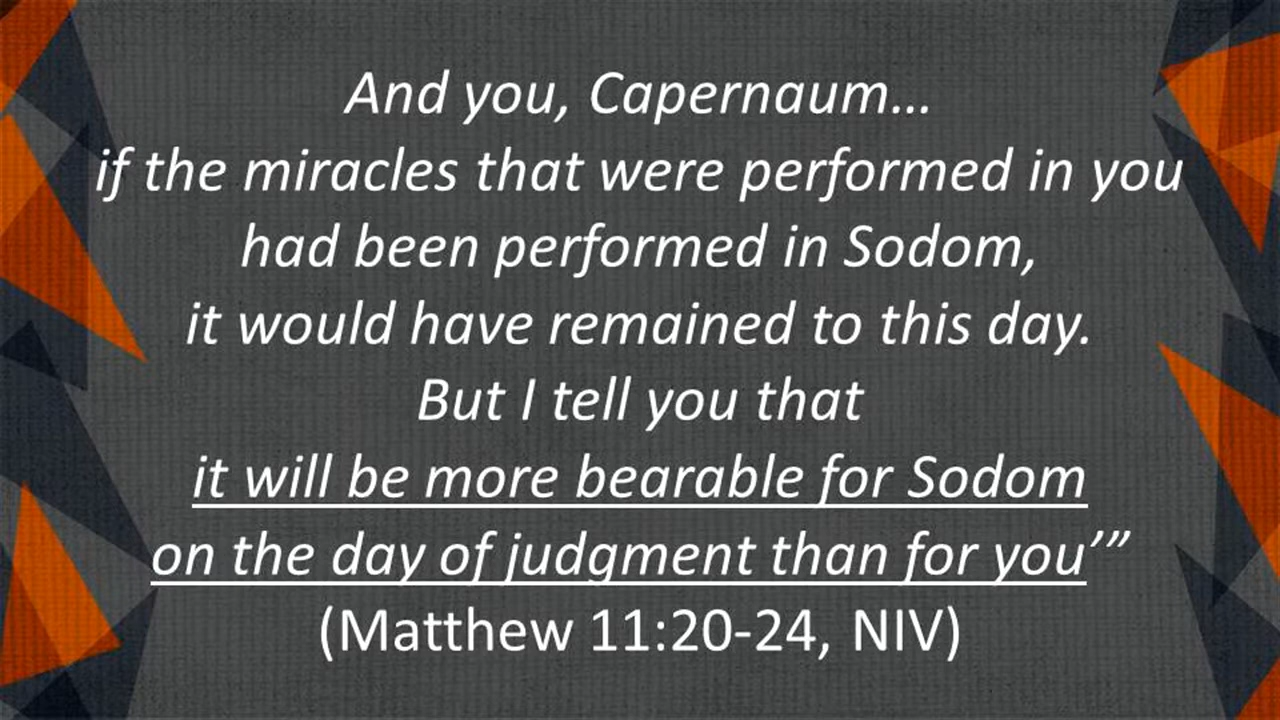 And you, Capernaum…
if the miracles that were performed in you
had been performed in Sodom,
it would have remained to this day.
But I tell you that
it will be more bearable for Sodom
on the day of judgment than for you’”
(Matthew 11:20-24, NIV)